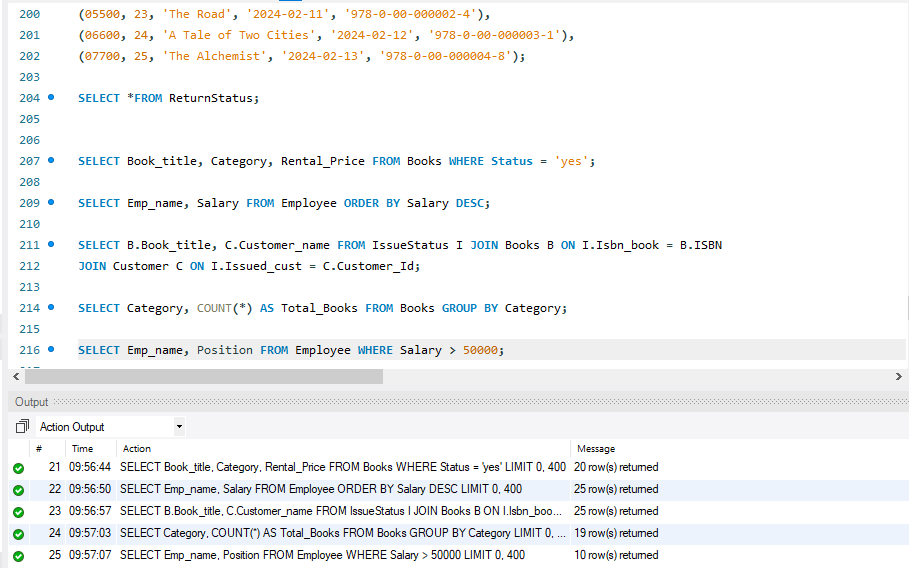 200 (05500, 23, 'The Road', '2024-02-11', '978-0-00-000002-4'),
201 (06600, 24, 'A Tale of Two Cities', '2024-02-12', '978-0-00-000003-1'),
202 (07700, 25, 'The Alchemist', '2024-02-13', '978-0-00-000004-8');
203
204 SELECT *FROM ReturnStatus;
205
206
207 SELECT Book_title, Category, Rental_Price FROM Books WHERE Status = 'yes';
208
209 SELECT Emp_name, Salary FROM Employee ORDER BY Salary DESC;
210
211 SELECT B.Book_title, C.Customer_name FROM IssueStatus I JOIN Books B ON I.Isbn_book = B.ISBN
212 JOIN Customer C ON I.Issued_cust = C.Customer_Id;
213
214 SELECT Category, COUNT(*) AS Total_Books FROM Books GROUP BY Category;
215
216 SELECT Emp_name, Position FROM Employee WHERE Salary > 50000;
Output
Action Output
# Time Action Message
21 09:56:44 SELECT Book_title, Category, Rental_Price FROM Books WHERE Status = 'yes' LIMIT 0, 400 20 row(s) returned
22 09:56:50 SELECT Emp_name, Salary FROM Employee ORDER BY Salary DESC LIMIT 0, 400 25 row(s) returned
23 09:56:57 SELECT B.Book_title, C.Customer_name FROM IssueStatus I JOIN Books B ON I.Isbn_boo... 25 row(s) returned
24 09:57:03 SELECT Category, COUNT(*) AS Total_Books FROM Books GROUP BY Category LIMIT 0, ... 19 row(s) returned
25 09:57:07 SELECT Emp_name, Position FROM Employee WHERE Salary > 50000 LIMIT 0, 400 10 row(s) returned